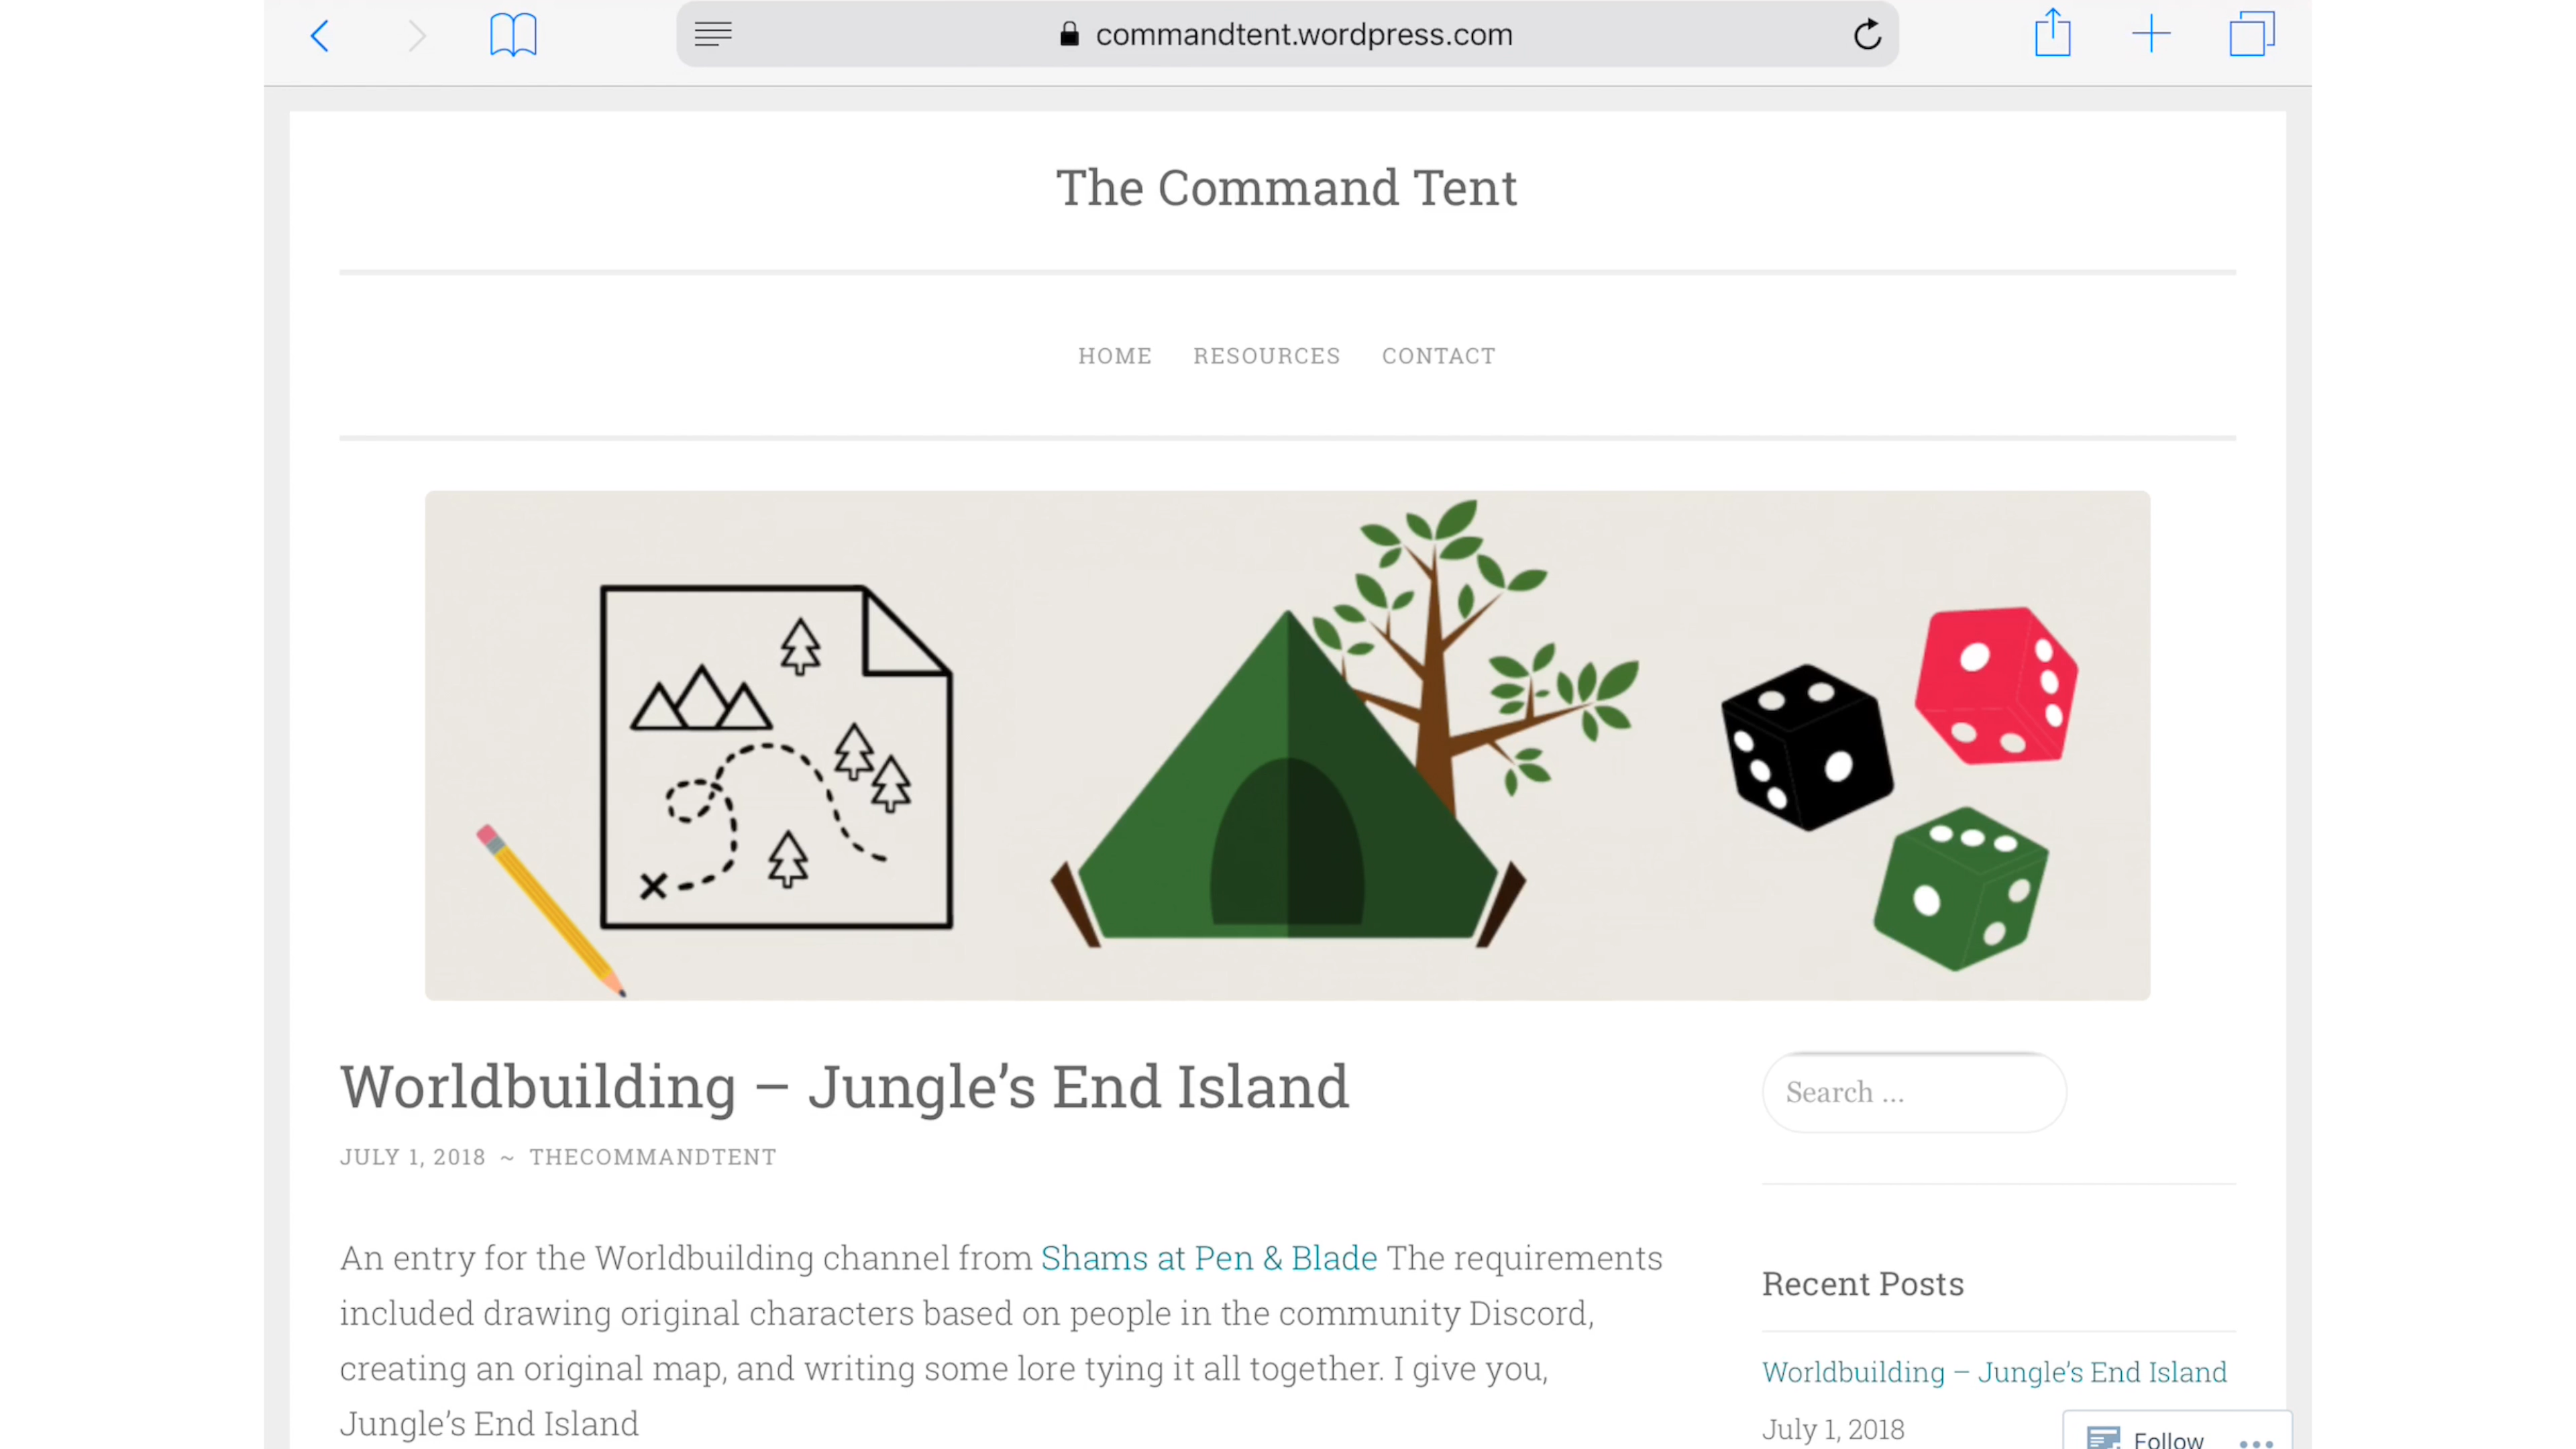 commandtent.wordpress.com
The Command Tent
HOME RESOURCES CONTACT
Worldbuilding – Jungle’s End Island
JULY 1, 2018 ~ THECOMMANDTENT
An entry for the Worldbuilding channel from Shams at Pen & Blade The requirements
included drawing original characters based on people in the community Discord,
creating an original map, and writing some lore tying it all together. I give you,
Jungle’s End Island
Search ...
Recent Posts
Worldbuilding – Jungle’s End Island
July 1, 2018
Follow